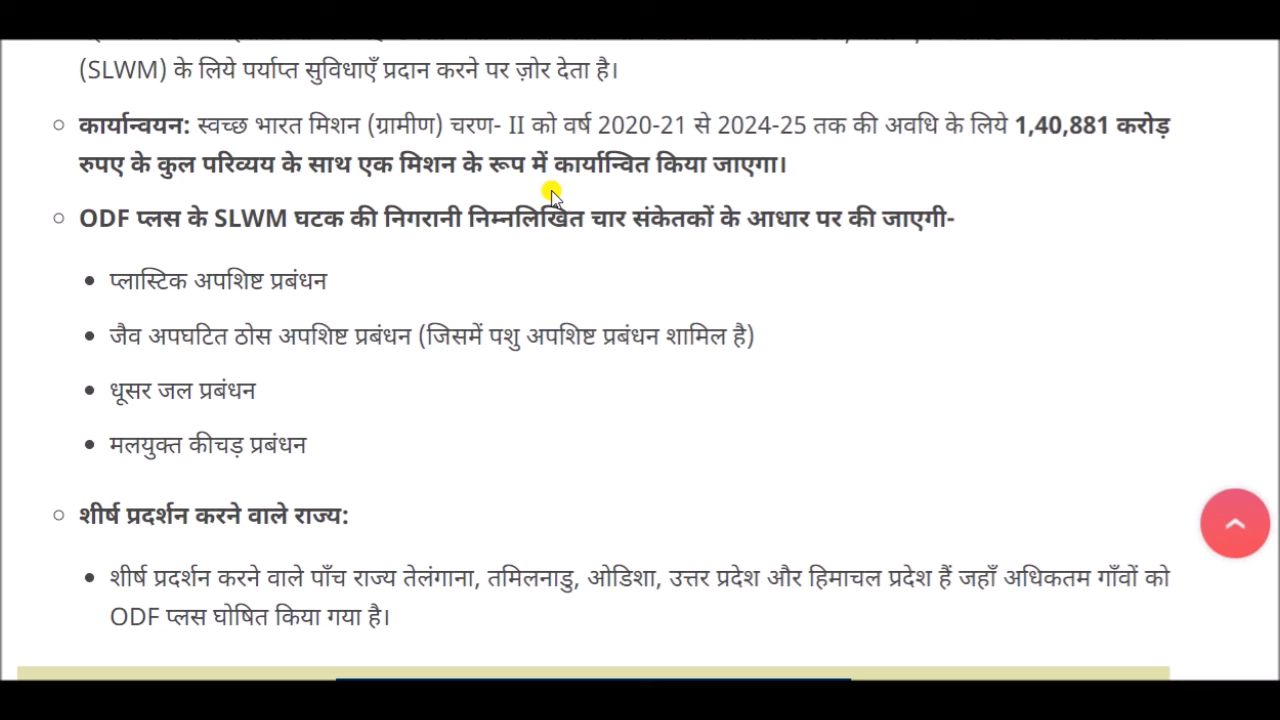 (SLWM) के लिये पर्याप्त सुविधाएँ प्रदान करने पर ज़ोर देता है।
कार्यान्वयन: स्वच्छ भारत मिशन (ग्रामीण) चरण- II को वर्ष 2020-21 से 2024-25 तक की अवधि के लिये 1,40,881 करोड़
रुपए के कुल परिव्यय के साथ एक मिशन के रूप में कार्यान्वित किया जाएगा।
ODF प्लस के SLWM घटक की निगरानी निम्नलिखित चार संकेतकों के आधार पर की जाएगी-
प्लास्टिक अपशिष्ट प्रबंधन
जैव अपघटित ठोस अपशिष्ट प्रबंधन (जिसमें पशु अपशिष्ट प्रबंधन शामिल है)
धूसर जल प्रबंधन
मलयुक्त कीचड़ प्रबंधन
शीर्ष प्रदर्शन करने वाले राज्य:
शीर्ष प्रदर्शन करने वाले पाँच राज्य तेलंगाना, तमिलनाडु, ओडिशा, उत्तर प्रदेश और हिमाचल प्रदेश हैं जहाँ अधिकतम गाँवों को
ODF प्लस घोषित किया गया है।